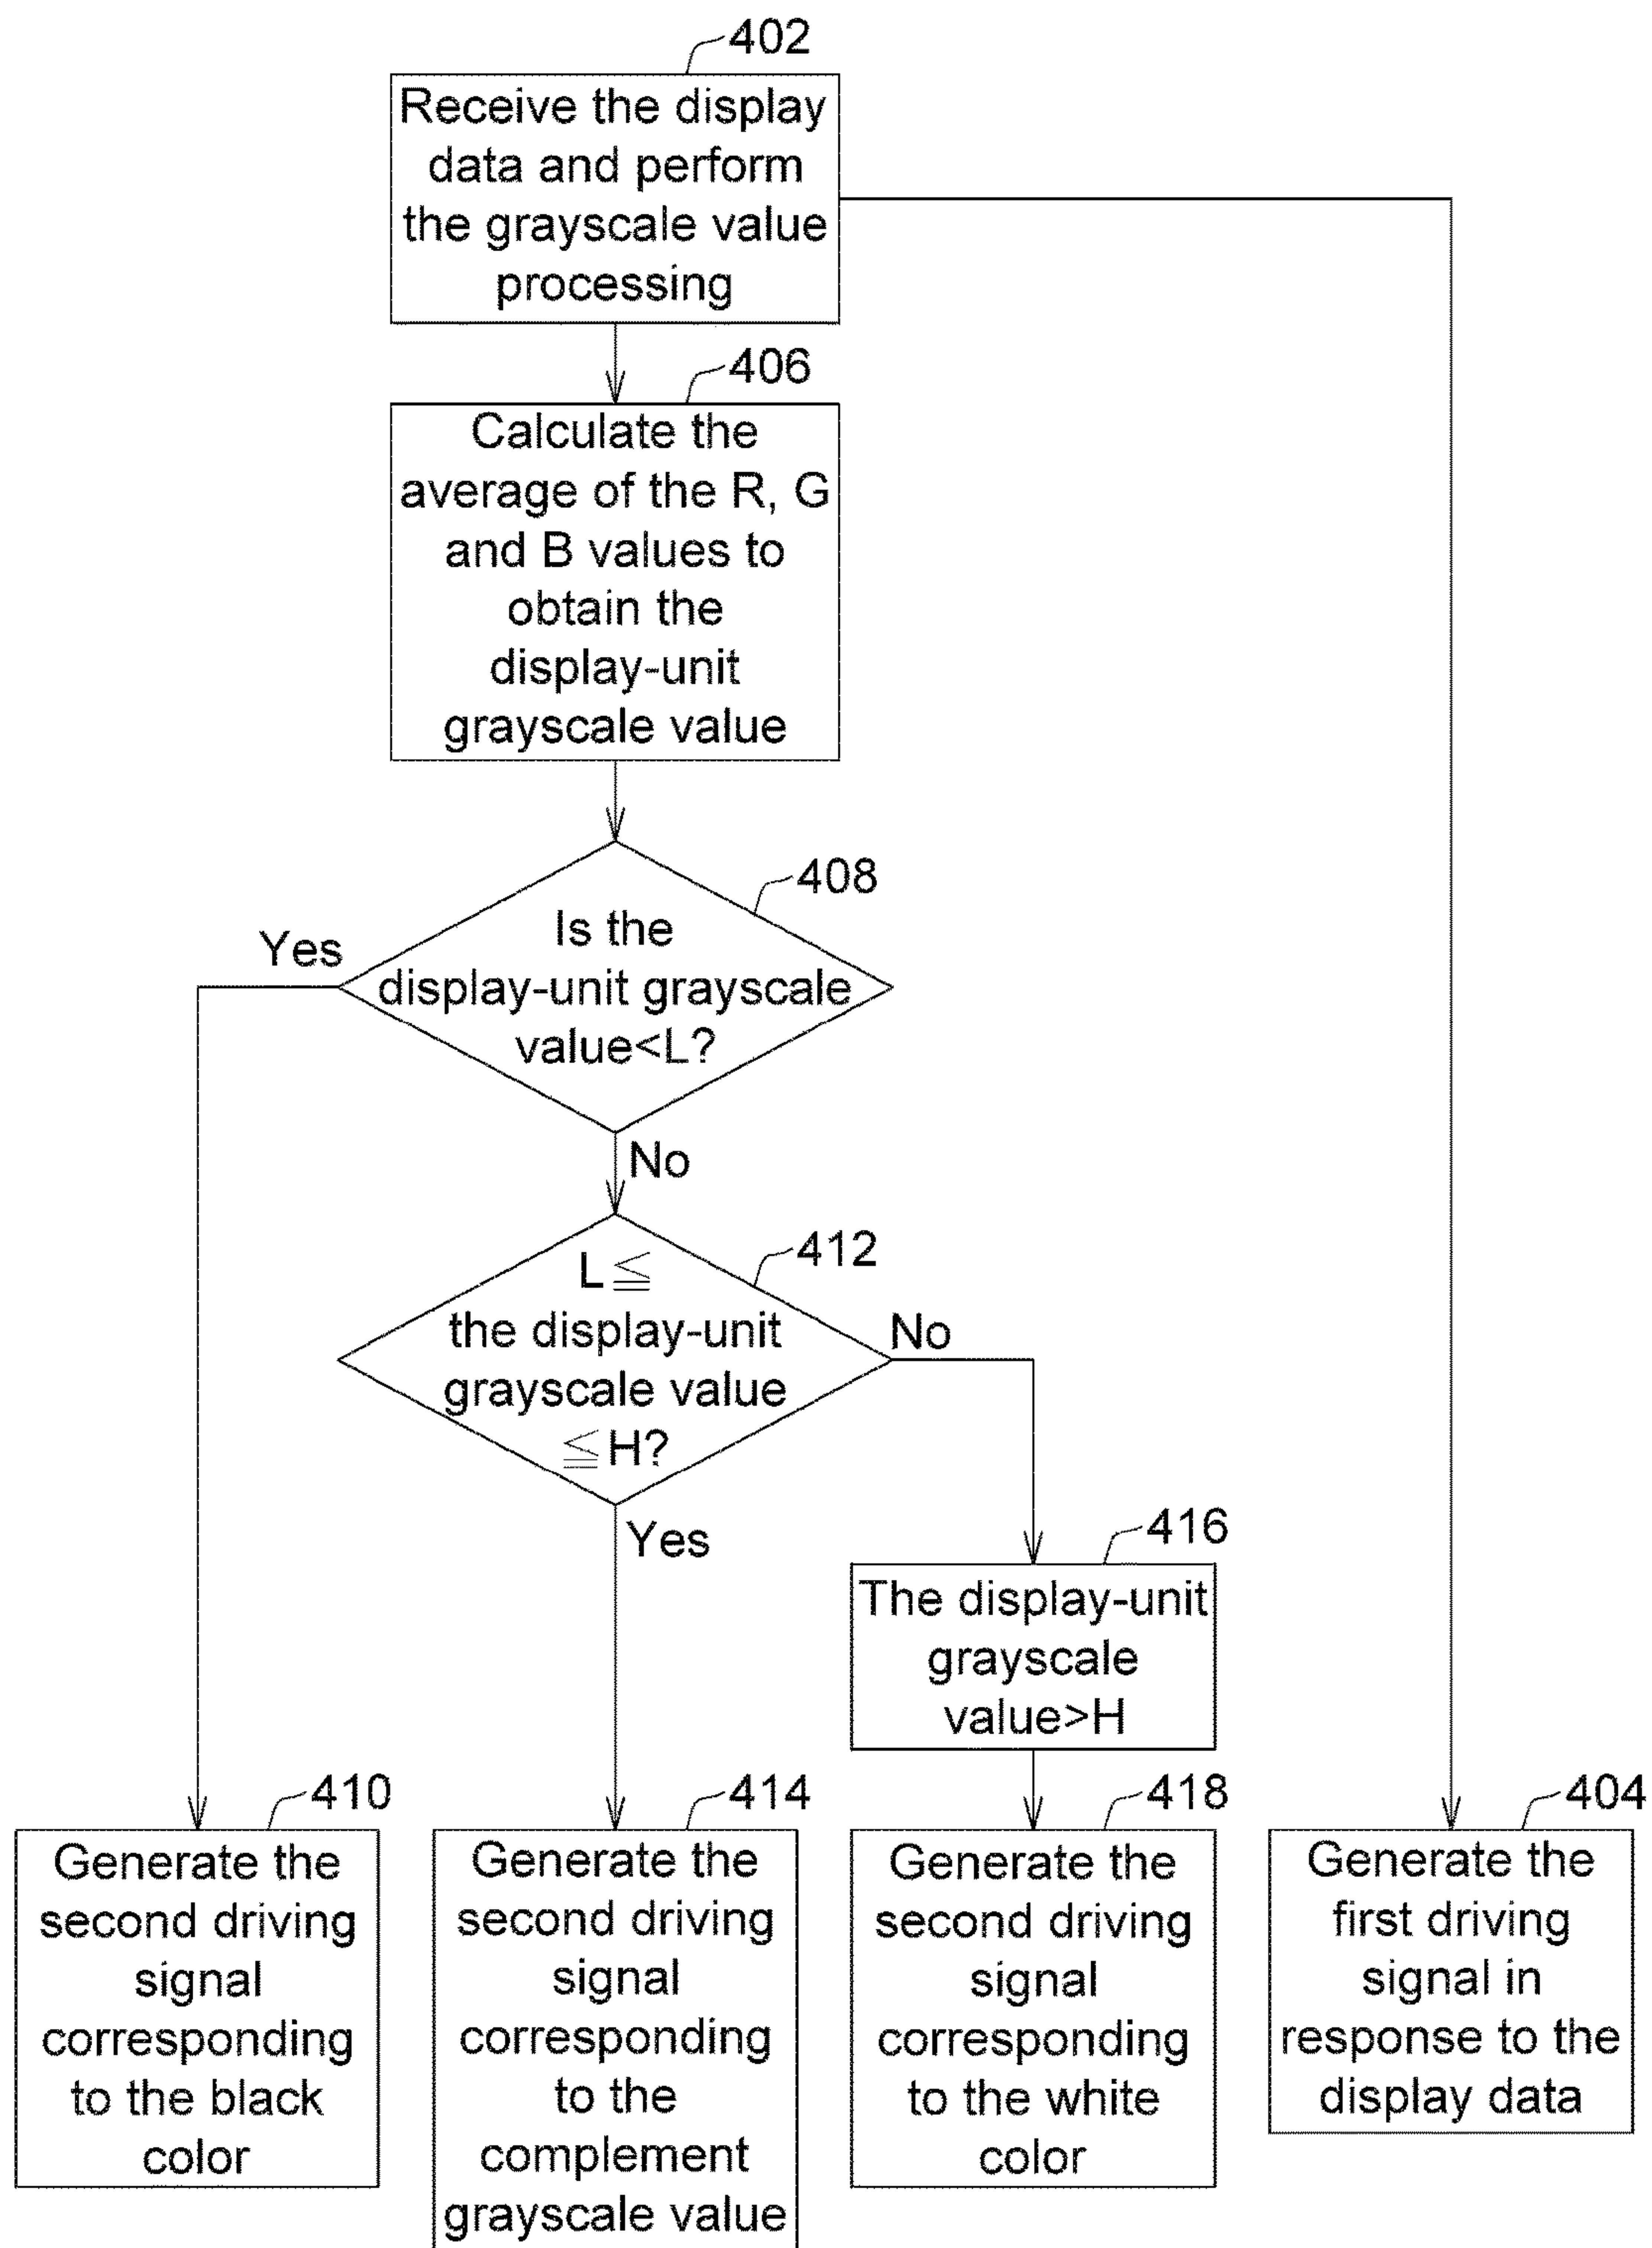 402
Receive the display
data and perform
the grayscale value
processing
406
Calculate the
average of the R, G
and B values to
obtain the
display-unit
grayscale value
408
Is the
display-unit grayscale
value<L?
Yes
No
412
L≦
the display-unit
grayscale value
≦H?
No
Yes
416
The display-unit
grayscale
value>H
410
Generate the
second driving
signal
corresponding
to the black
color
414
Generate the
second driving
signal
corresponding
to the
complement
grayscale value
418
Generate the
second driving
signal
corresponding
to the white
color
404
Generate the
first driving
signal in
response to the
display data